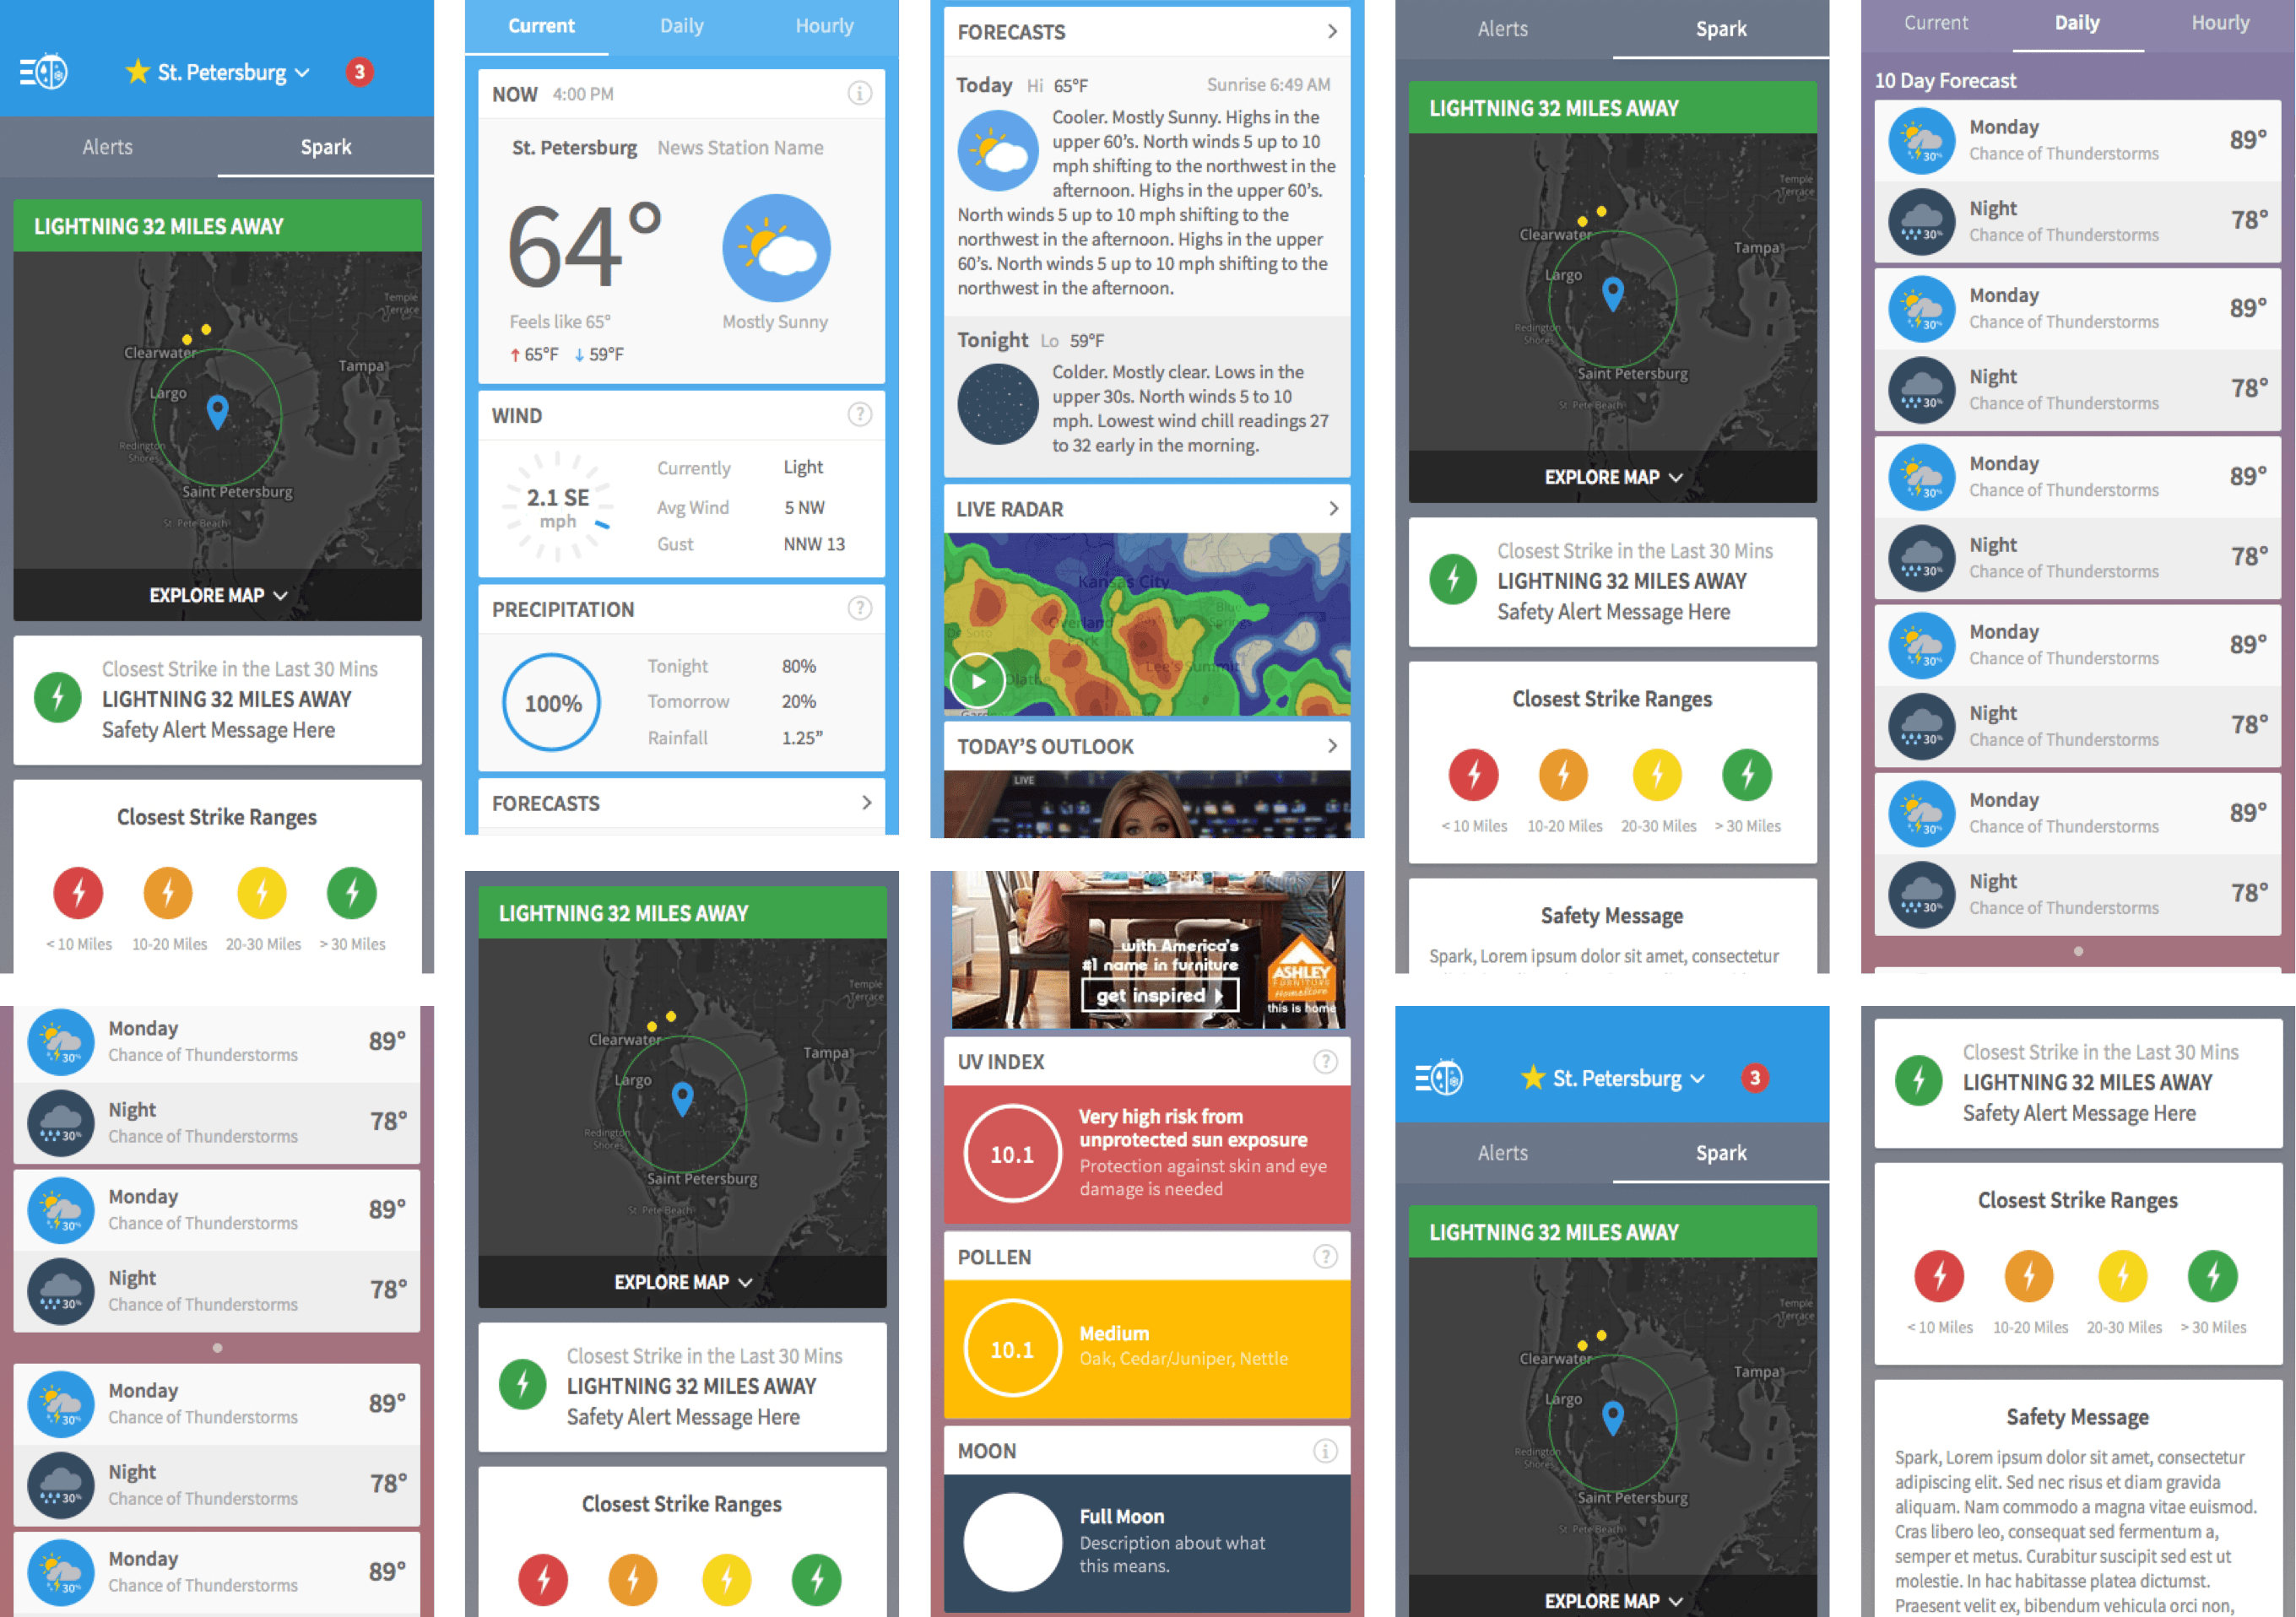 St. Petersburg
3
Alerts
Spark
LIGHTNING 32 MILES AWAY
Temple
Terrace
Clearwater
Tampa
Largo
Redington
Shores
Saint Petersburg
St. Pete Beach
EXPLORE MAP
Closest Strike in the Last 30 Mins
LIGHTNING 32 MILES AWAY
Safety Alert Message Here
Closest Strike Ranges
< 10 Miles
10-20 Miles
20-30 Miles
> 30 Miles
30%
Monday
Chance of Thunderstorms
89°
30%
Night
Chance of Thunderstorms
78°
30%
Monday
Chance of Thunderstorms
89°
30%
Night
Chance of Thunderstorms
78°
30%
Monday
Chance of Thunderstorms
89°
30%
Night
Chance of Thunderstorms
78°
30%
Monday
Chance of Thunderstorms
89°
Current
Daily
Hourly
NOW 4:00 PM
St. Petersburg News Station Name
64°
Feels like 65°
Mostly Sunny
65°F 59°F
WIND
2.1 SE
mph
Currently Light
Avg Wind 5 NW
Gust NNW 13
PRECIPITATION
100%
Tonight 80%
Tomorrow 20%
Rainfall 1.25”
FORECASTS
LIGHTNING 32 MILES AWAY
Temple
Terrace
Clearwater
Tampa
Largo
Redington
Shores
Saint Petersburg
St. Pete Beach
EXPLORE MAP
Closest Strike in the Last 30 Mins
LIGHTNING 32 MILES AWAY
Safety Alert Message Here
Closest Strike Ranges
FORECASTS
Today Hi 65°F
Sunrise 6:49 AM
Cooler. Mostly Sunny. Highs in the
upper 60’s. North winds 5 up to 10
mph shifting to the northwest in the
afternoon. Highs in the upper 60’s.
North winds 5 up to 10 mph shifting to the
northwest in the afternoon. Highs in the upper
60’s. North winds 5 up to 10 mph shifting to the
northwest in the afternoon.
Tonight Lo 59°F
Colder. Mostly clear. Lows in the
upper 30s. North winds 5 to 10
mph. Lowest wind chill readings 27
to 32 early in the morning.
LIVE RADAR
Kansas City
Blue
Springs
Overland
Park
De Soto
Lee's Summit
Olathe
TODAY’S OUTLOOK
LIVE
with America's
#1 name in furniture
get inspired
ASHLEY
FURNITURE
HomeStore
this is home
UV INDEX
10.1
Very high risk from
unprotected sun exposure
Protection against skin and eye
damage is needed
POLLEN
10.1
Medium
Oak, Cedar/Juniper, Nettle
MOON
Full Moon
Description about what
this means.
Alerts
Spark
LIGHTNING 32 MILES AWAY
Temple
Terrace
Clearwater
Tampa
Largo
Redington
Shores
Saint Petersburg
St. Pete Beach
EXPLORE MAP
Closest Strike in the Last 30 Mins
LIGHTNING 32 MILES AWAY
Safety Alert Message Here
Closest Strike Ranges
< 10 Miles
10-20 Miles
20-30 Miles
> 30 Miles
Safety Message
Spark, Lorem ipsum dolor sit amet, consectetur
St. Petersburg
3
Alerts
Spark
LIGHTNING 32 MILES AWAY
Temple
Terrace
Clearwater
Tampa
Largo
Redington
Shores
Saint Petersburg
St. Pete Beach
EXPLORE MAP
Current
Daily
Hourly
10 Day Forecast
30%
Monday
Chance of Thunderstorms
89°
30%
Night
Chance of Thunderstorms
78°
30%
Monday
Chance of Thunderstorms
89°
30%
Night
Chance of Thunderstorms
78°
30%
Monday
Chance of Thunderstorms
89°
30%
Night
Chance of Thunderstorms
78°
30%
Monday
Chance of Thunderstorms
89°
30%
Night
Chance of Thunderstorms
78°
30%
Monday
Chance of Thunderstorms
89°
30%
Night
Chance of Thunderstorms
78°
Closest Strike in the Last 30 Mins
LIGHTNING 32 MILES AWAY
Safety Alert Message Here
Closest Strike Ranges
< 10 Miles
10-20 Miles
20-30 Miles
> 30 Miles
Safety Message
Spark, Lorem ipsum dolor sit amet, consectetur
adipiscing elit. Sed nec risus et diam gravida
aliquam. Nam commodo a magna vitae euismod.
Cras libero leo, consequat sed fermentum a,
semper et metus. Curabitur suscipit sed est ut
molestie. In hac habitasse platea dictumst.
Praesent velit ex, bibendum vehicula orci non,